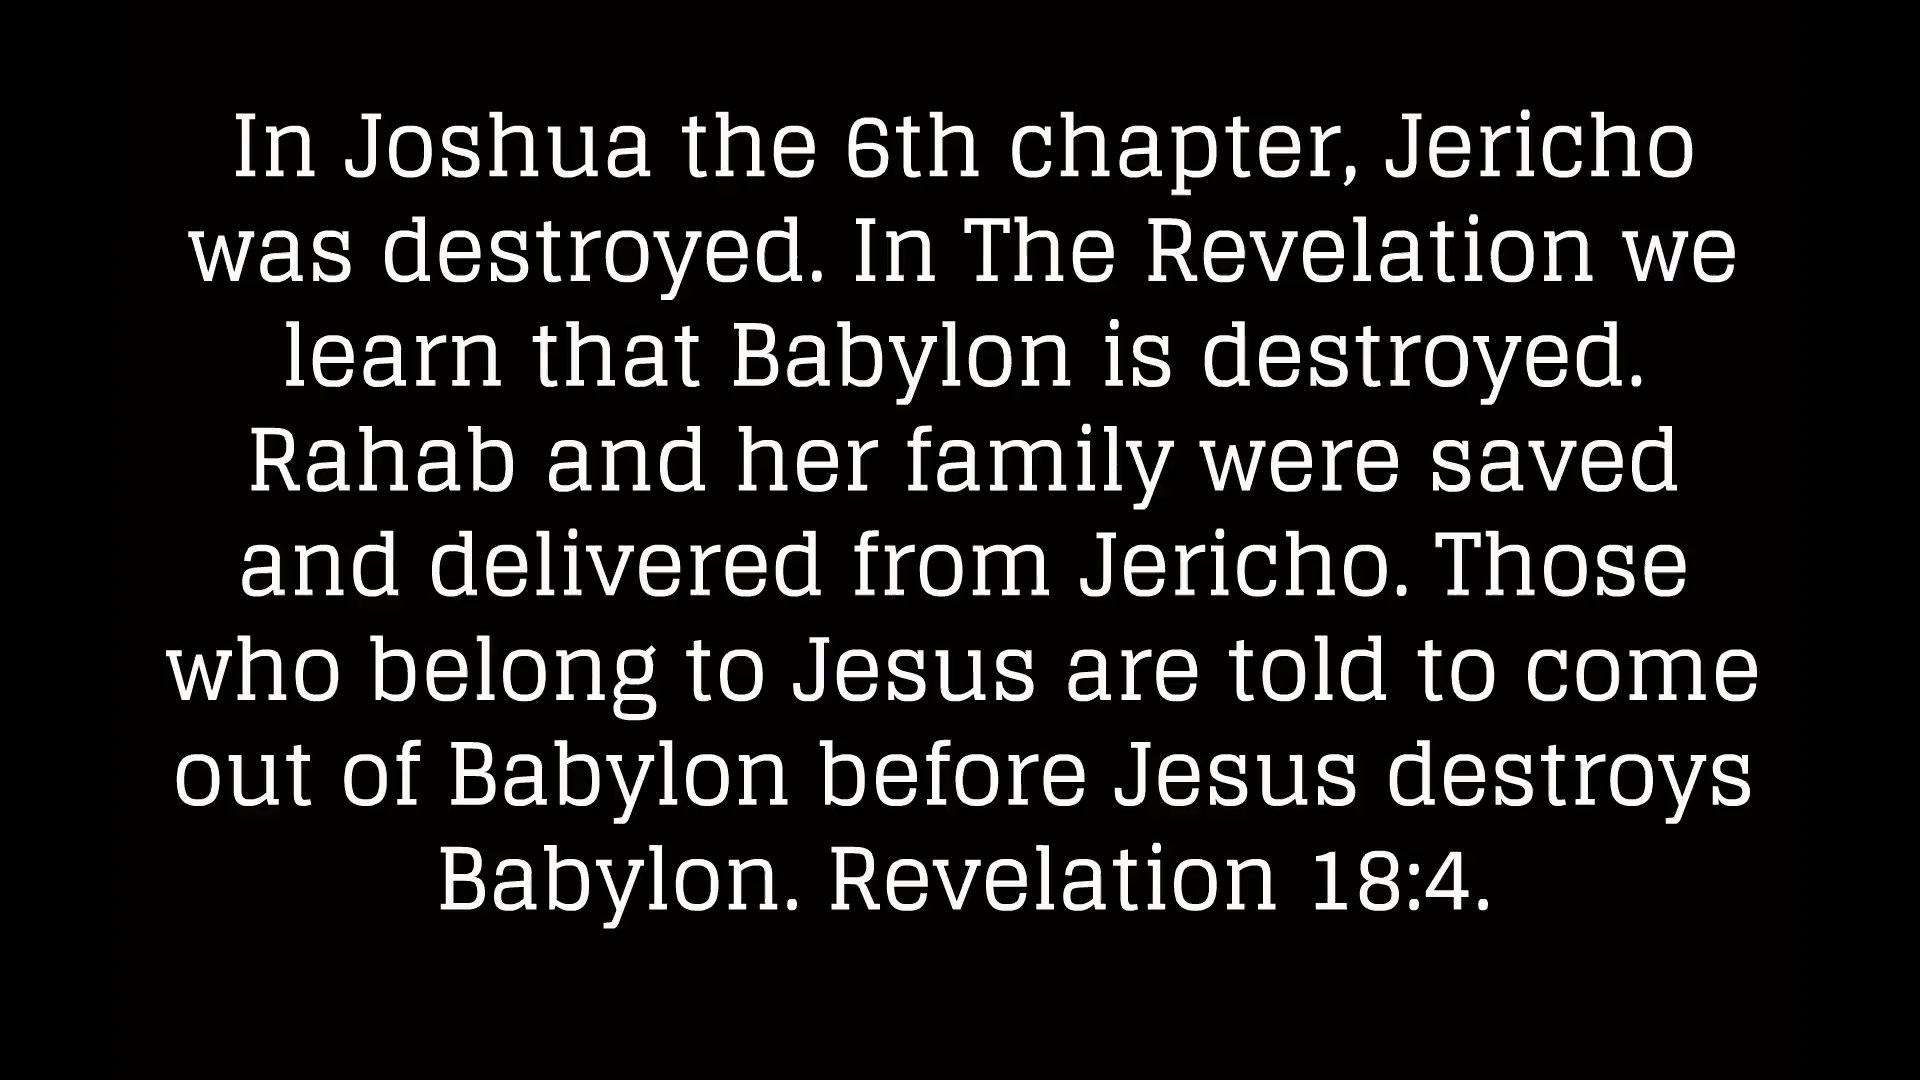 In Joshua the 6th chapter, Jericho
was destroyed. In The Revelation we
learn that Babylon is destroyed.
Rahab and her family were saved
and delivered from Jericho. Those
who belong to Jesus are told to come
out of Babylon before Jesus destroys
Babylon. Revelation 18:4.